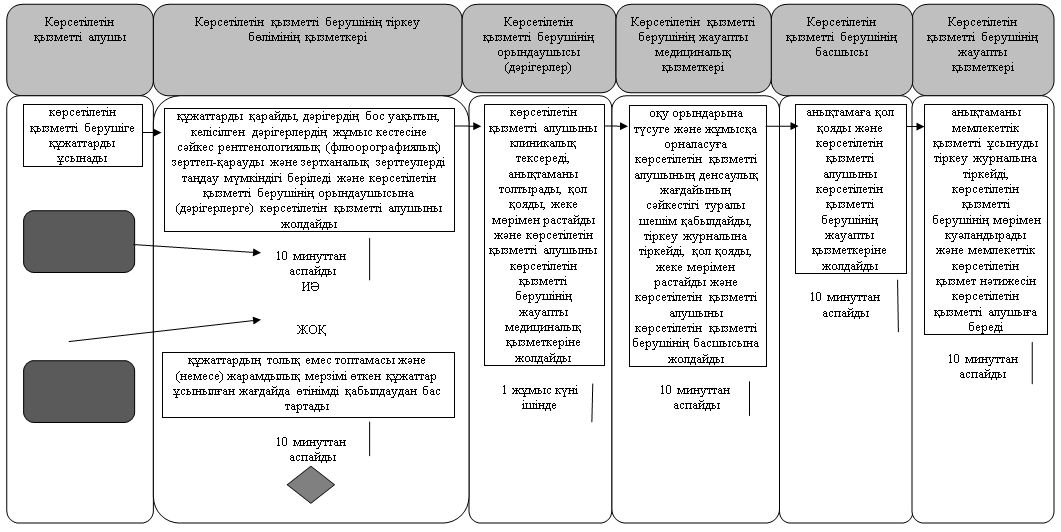 Көрсетілетін
қызметті алушы
Көрсетілетін қызметті берушінің тіркеу
бөлімінің қызметкері
Көрсетілетін
қызметті берушінің
орындаушысы
(дәрігерлер)
Көрсетілетін қызметті
берушінің жауапты
медициналық
қызметкері
Көрсетілетін
қызметті берушінің
басшысы
Көрсетілетін
қызметті берушінің
жауапты
қызметкері
көрсетілетін
қызметті берушіге
құжаттарды
ұсынады
құжаттарды қарайды, дәрігердің бос уақытын,
келісілген дәрігерлердің жұмыс кестесіне
сәйкес рентгенологиялық (флюорографиялық)
зерттеп-қарауды және зертханалық зерттеулерді
таңдау мүмкіндігі беріледі және көрсетілетін
қызметті берушінің орындаушысына
(дәрігерлерге) көрсетілетін қызметті алушыны
жолдайды
10 минуттан
аспайды
ИӘ
ЖОҚ
құжаттардың толық емес топтамасы және
(немесе) жарамдылық мерзімі өткен құжаттар
ұсынылған жағдайда өтінімді қабылдаудан бас
тартады
10 минуттан
аспайды
көрсетілетін
қызметті алушыны
клиникалық
тексереді,
анықтаманы
толтырады, қол
қояды, жеке
мөрімен растайды
және көрсетілетін
қызметті алушыны
көрсетілетін
қызметті
берушінің
жауапты
медициналық
қызметкеріне
жолдайды
1 жұмыс күні
ішінде
оқу орындарына
түсуге және жұмысқа
орналасуға
көрсетілетін қызметті
алушының денсаулық
жағдайының
сәйкестігі туралы
шешім қабылдайды,
тіркеу журналына
тіркейді, қол қояды,
жеке мөрімен
растайды және
көрсетілетін қызметті
алушыны
көрсетілетін қызметті
берушінің басшысына
жолдайды
10 минуттан
аспайды
анықтамаға қол
қояды және
көрсетілетін
қызметті
алушыны
көрсетілетін
қызметті
берушінің
жауапты
қызметкеріне
жолдайды
10 минуттан
аспайды
анықтаманы
мемлекеттік
қызметті ұсынуды
тіркеу журналына
тіркейді,
көрсетілетін
қызметті
берушінің мөрімен
куәландырады
және мемлекеттік
көрсетілетін
қызмет нәтижесін
көрсетілетін
қызметті алушыға
береді
10 минуттан
аспайды